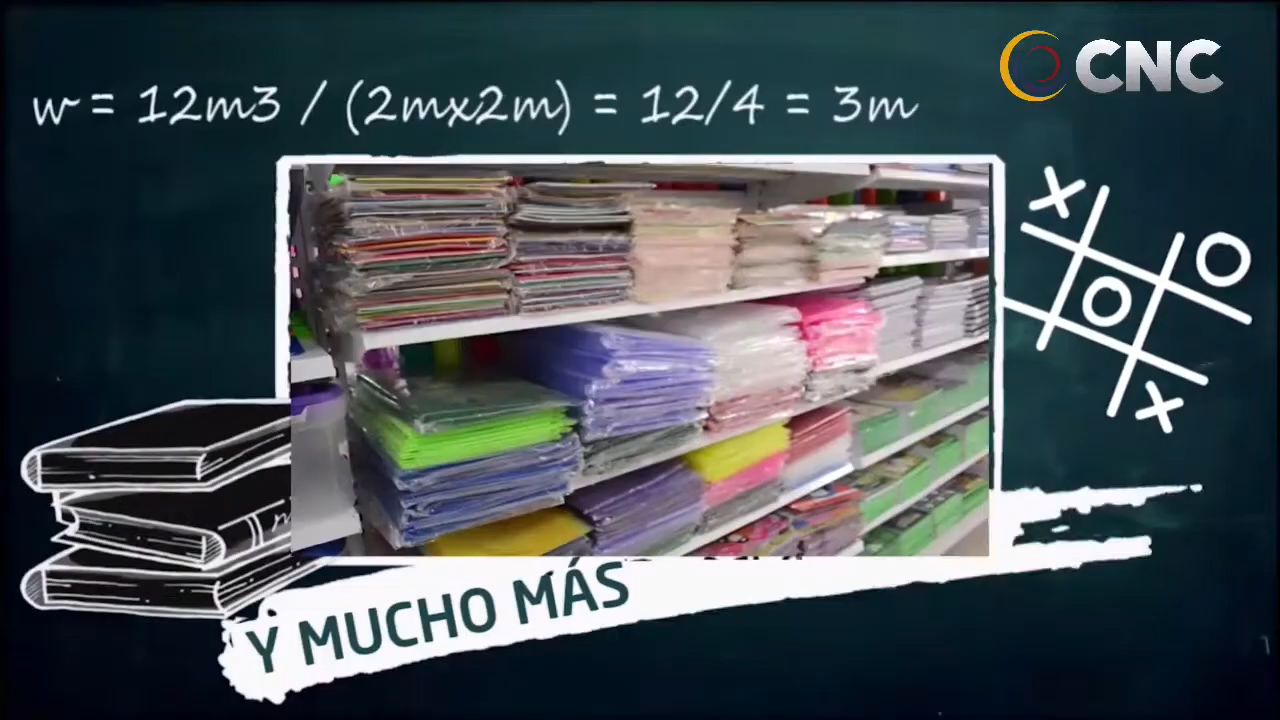 CNC
w = 12m3 / (2mx2m) = 12/4 = 3m
Y MUCHO MÁS